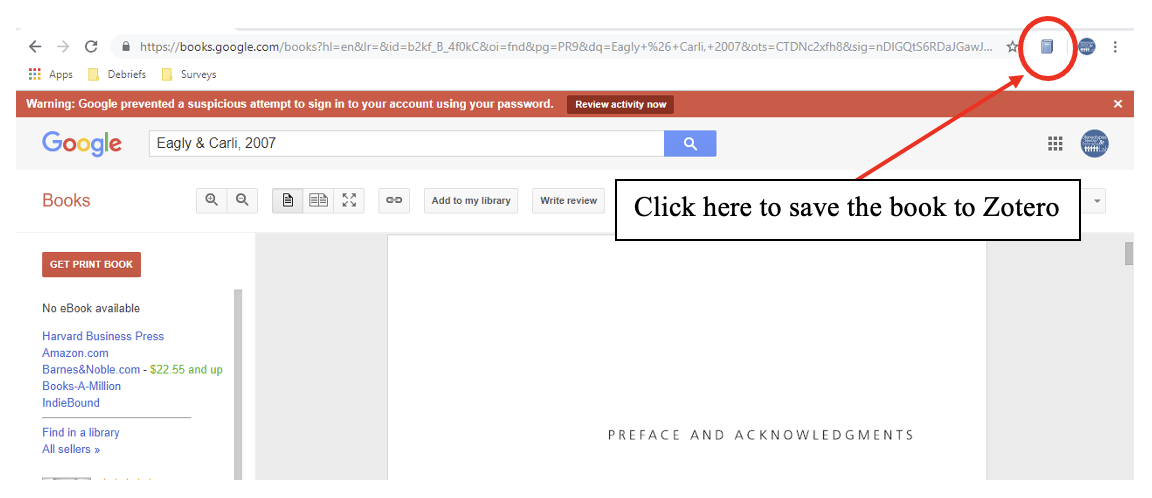 https://books.google.com/books?hl=en&lr=&id=b2kf_B_4f0kC&oi=fnd&pg=PR9&dq=Eagly+%26+Carli,+2007&ots=CTDNc2xfh8&sig=nDIGQtS6RDaJGawJ...
Apps Debriefs Surveys
Warning: Google prevented a suspicious attempt to sign in to your account using your password. Review activity now
Google Eagly & Carli, 2007
Books Add to my library Write review
Click here to save the book to Zotero
GET PRINT BOOK
No eBook available
Harvard Business Press
Amazon.com
Barnes&Noble.com - $22.55 and up
Books-A-Million
IndieBound
Find in a library
All sellers »
PREFACE AND ACKNOWLEDGMENTS